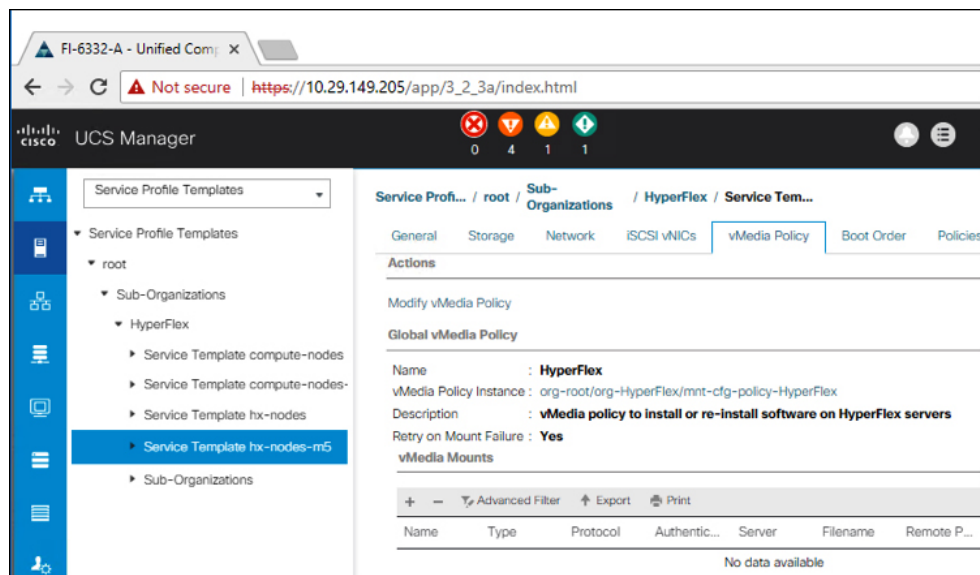 FI-6332-A - Unified Comp
Not secure | https://10.29.149.205/app/3_2_3a/index.html
CISCO UCS Manager
0 4 1 1
Service Profile Templates
Service Profile Templates
root
Sub-Organizations
HyperFlex
Service Template compute-nodes
Service Template compute-nodes-
Service Template hx-nodes
Service Template hx-nodes-m5
Sub-Organizations
Service Profi... / root / Sub-Organizations / HyperFlex / Service Tem...
General Storage Network iSCSI vNICs vMedia Policy Boot Order Policies
Actions
Modify vMedia Policy
Global vMedia Policy
Name : HyperFlex
vMedia Policy Instance : org-root/org-HyperFlex/mnt-cfg-policy-HyperFlex
Description : vMedia policy to install or re-install software on HyperFlex servers
Retry on Mount Failure : Yes
vMedia Mounts
+ − Advanced Filter Export Print
Name Type Protocol Authentic... Server Filename Remote P...
No data available